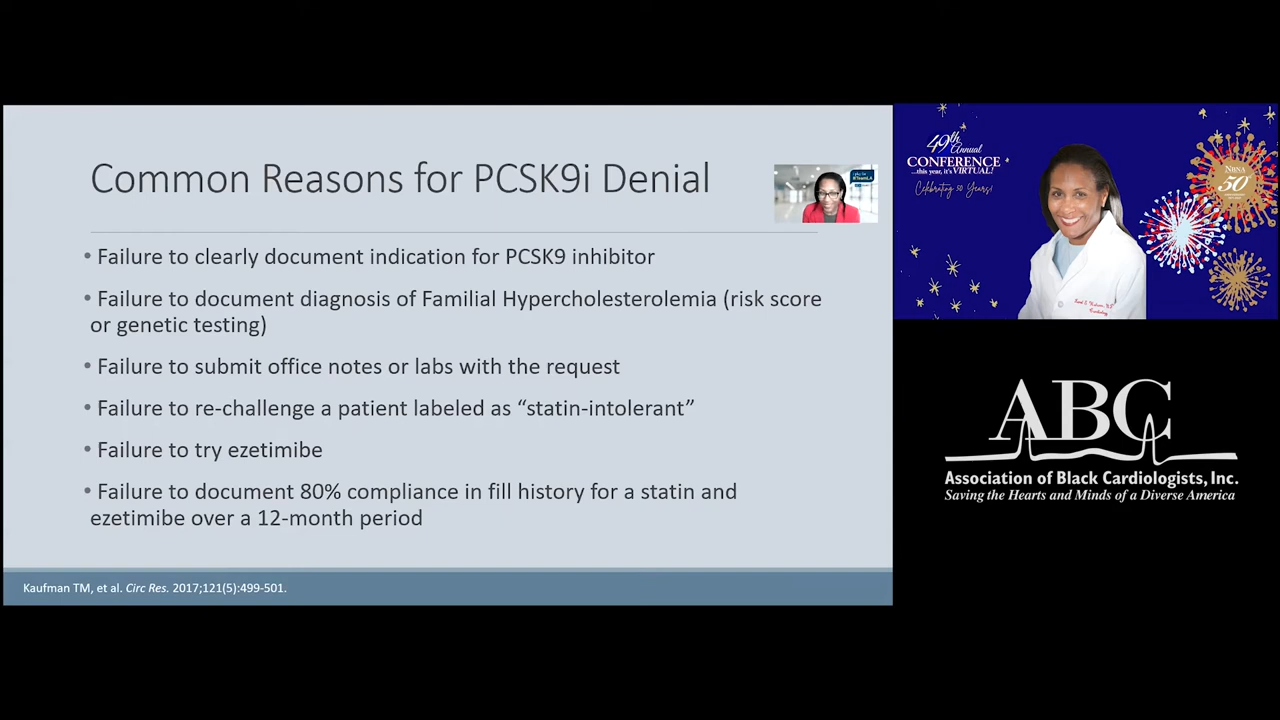 Common Reasons for PCSK9i Denial
• Failure to clearly document indication for PCSK9 inhibitor
• Failure to document diagnosis of Familial Hypercholesterolemia (risk score
or genetic testing)
• Failure to submit office notes or labs with the request
• Failure to re-challenge a patient labeled as “statin-intolerant”
• Failure to try ezetimibe
• Failure to document 80% compliance in fill history for a statin and
ezetimibe over a 12-month period
Kaufman TM, et al. Circ Res. 2017;121(5):499-501.
49th
Annual
CONFERENCE
...this year, it's VIRTUAL!
Celebrating 50 Years!
NBNA
50
Cardiology
ABC
Association of Black Cardiologists, Inc.
Saving the Hearts and Minds of a Diverse America